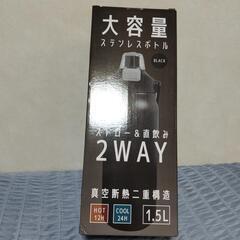 大容量
ステンレスボトル
BLACK
ストロー＆直飲み
2WAY
真空断熱二重構造
HOT 12H
COOL 24H
1.5L